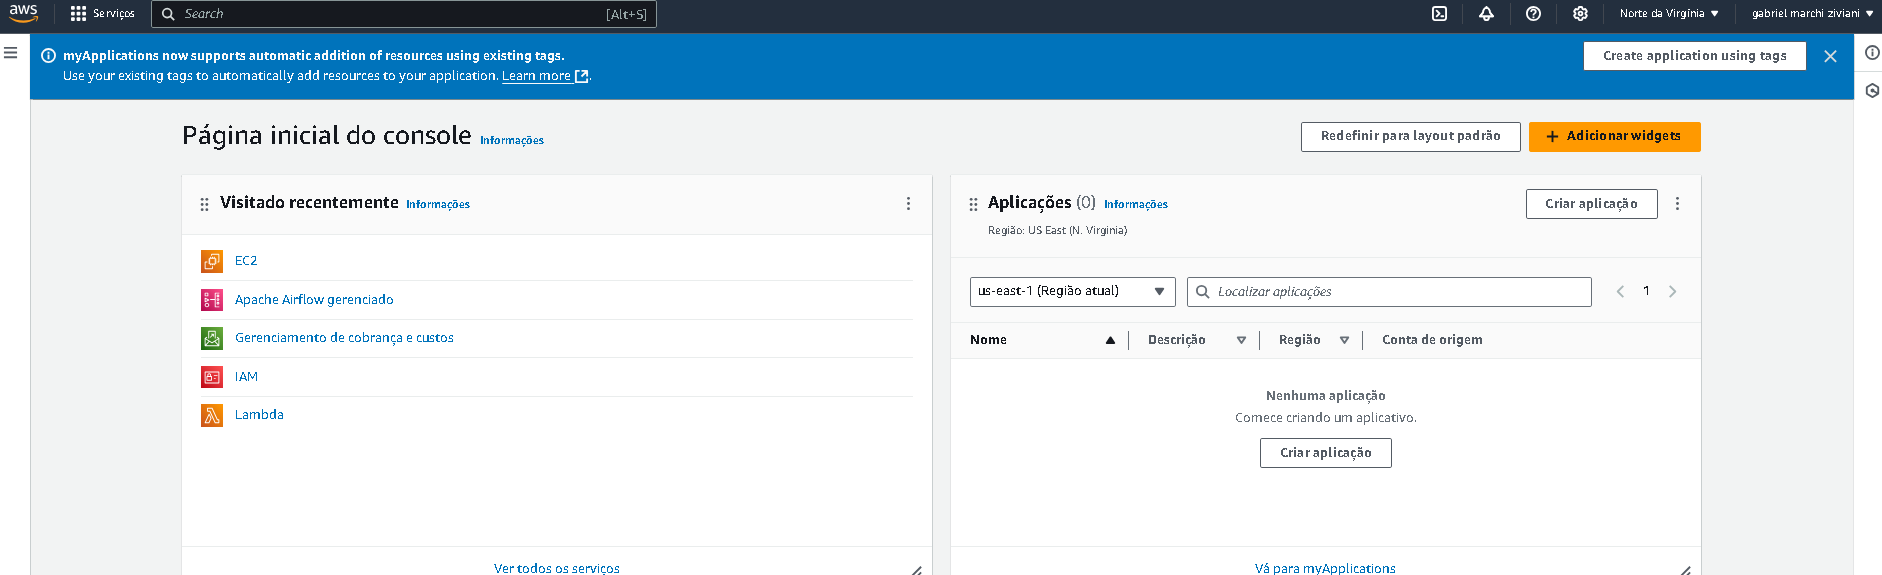 aws
Serviços
Search
[Alt+S]
Norte da Virgínia
gabriel marchi ziviani
myApplications now supports automatic addition of resources using existing tags.
Use your existing tags to automatically add resources to your application. Learn more.
Create application using tags
Página inicial do console
Informações
Redefinir para layout padrão
+ Adicionar widgets
Visitado recentemente
Informações
EC2
Apache Airflow gerenciado
Gerenciamento de cobrança e custos
IAM
Lambda
Ver todos os serviços
Aplicações (0)
Informações
Criar aplicação
Região: US East (N. Virginia)
us-east-1 (Região atual)
Localizar aplicações
1
Nome
Descrição
Região
Conta de origem
Nenhuma aplicação
Comece criando um aplicativo.
Criar aplicação
Vá para myApplications